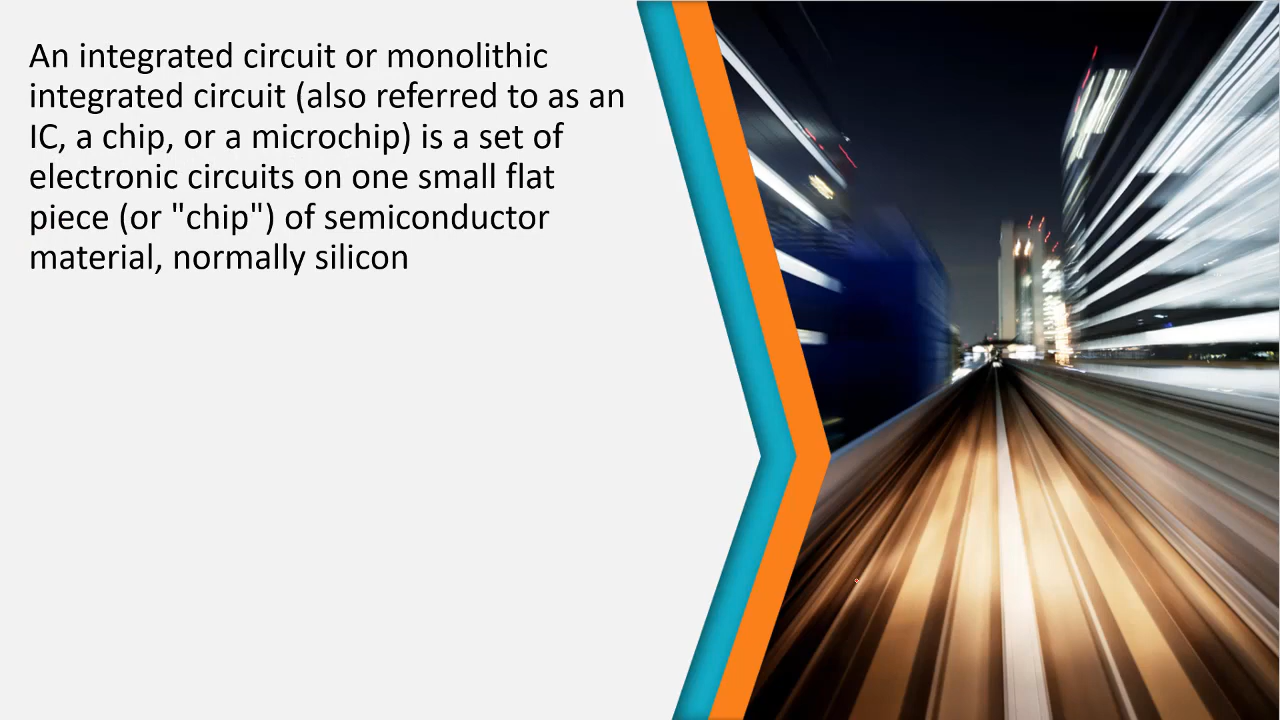 An integrated circuit or monolithic
integrated circuit (also referred to as an
IC, a chip, or a microchip) is a set of
electronic circuits on one small flat
piece (or "chip") of semiconductor
material, normally silicon